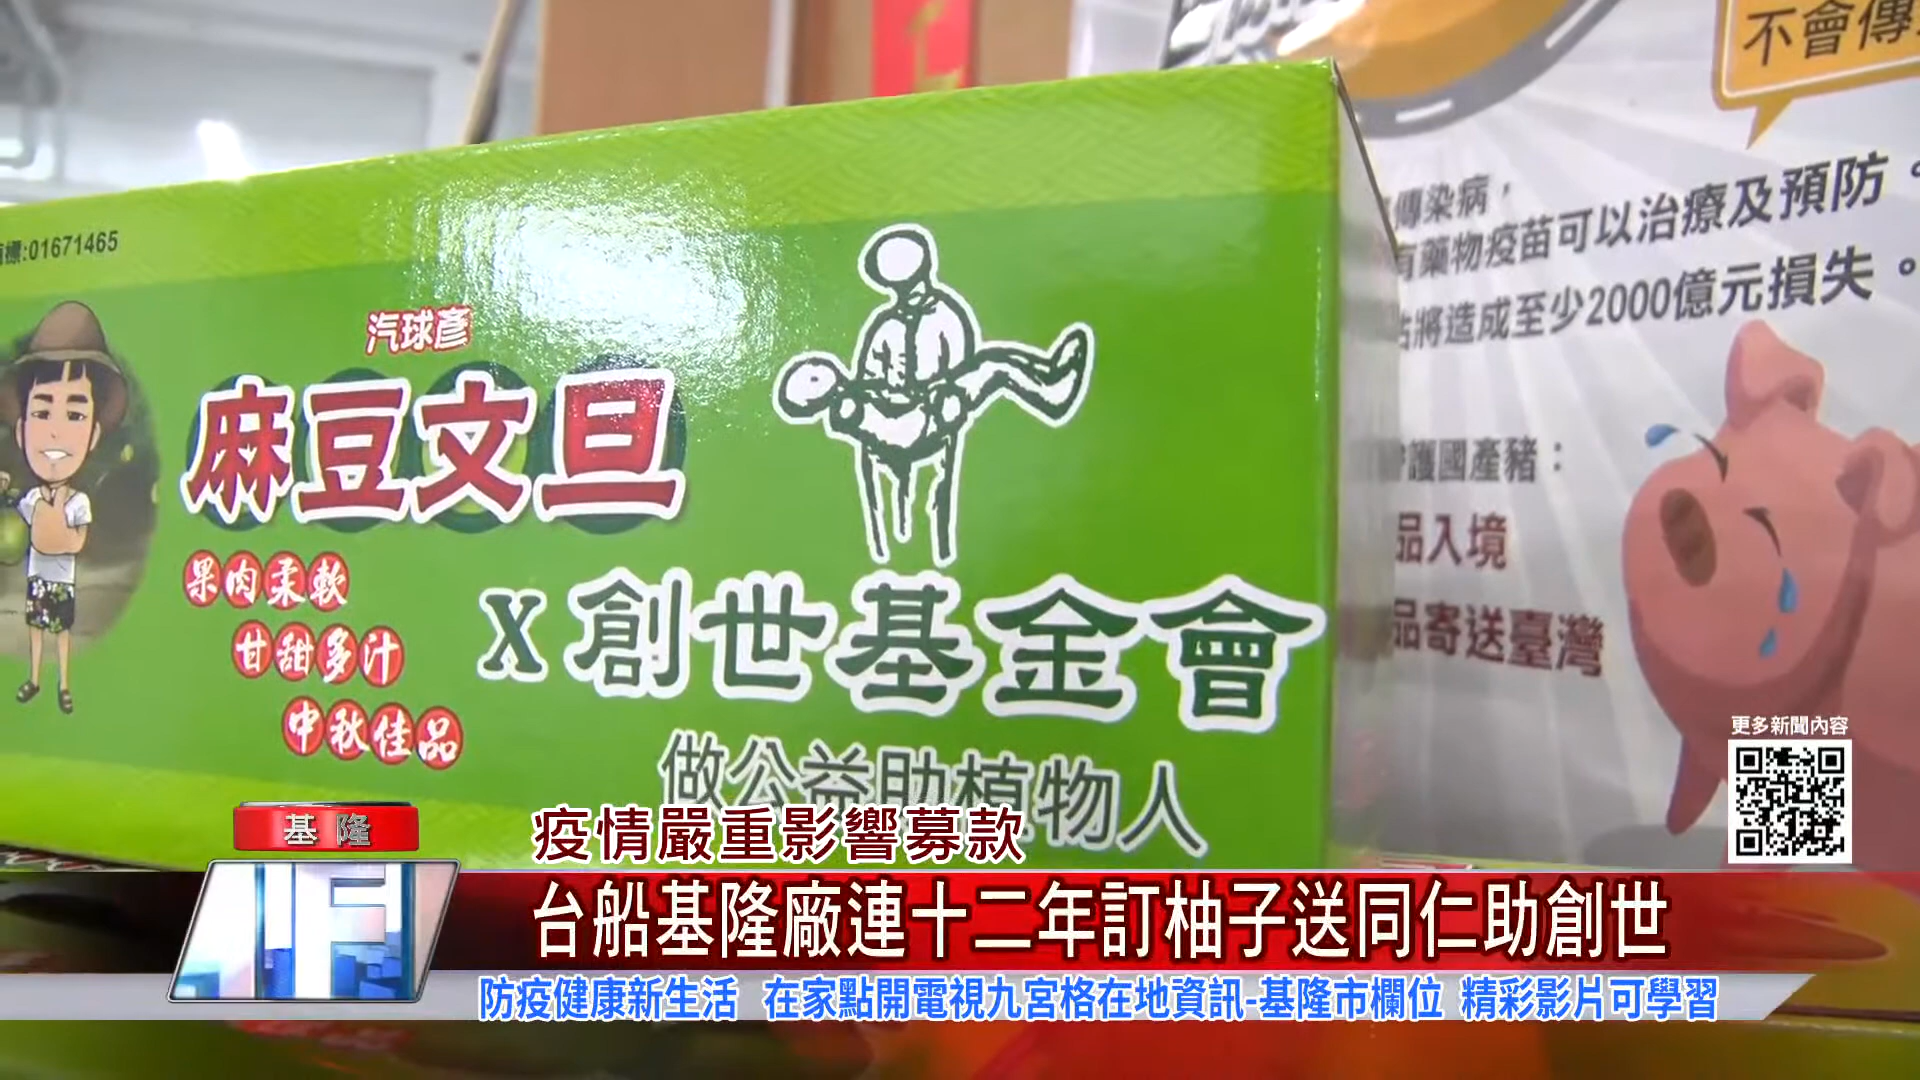 不會傳
標:01671465
傳染病，
有藥物疫苗可以治療及預防。
將造成至少2000億元損失。
汽球彥
麻豆文旦
護國產豬：
品入境
品寄送臺灣
果肉柔軟
甘甜多汁
中秋佳品
X創世基金會
做公益助植物人
更多新聞內容
基隆
疫情嚴重影響募款
台船基隆廠連十二年訂柚子送同仁助創世
防疫健康新生活 在家點開電視九宮格在地資訊-基隆市欄位 精彩影片可學習